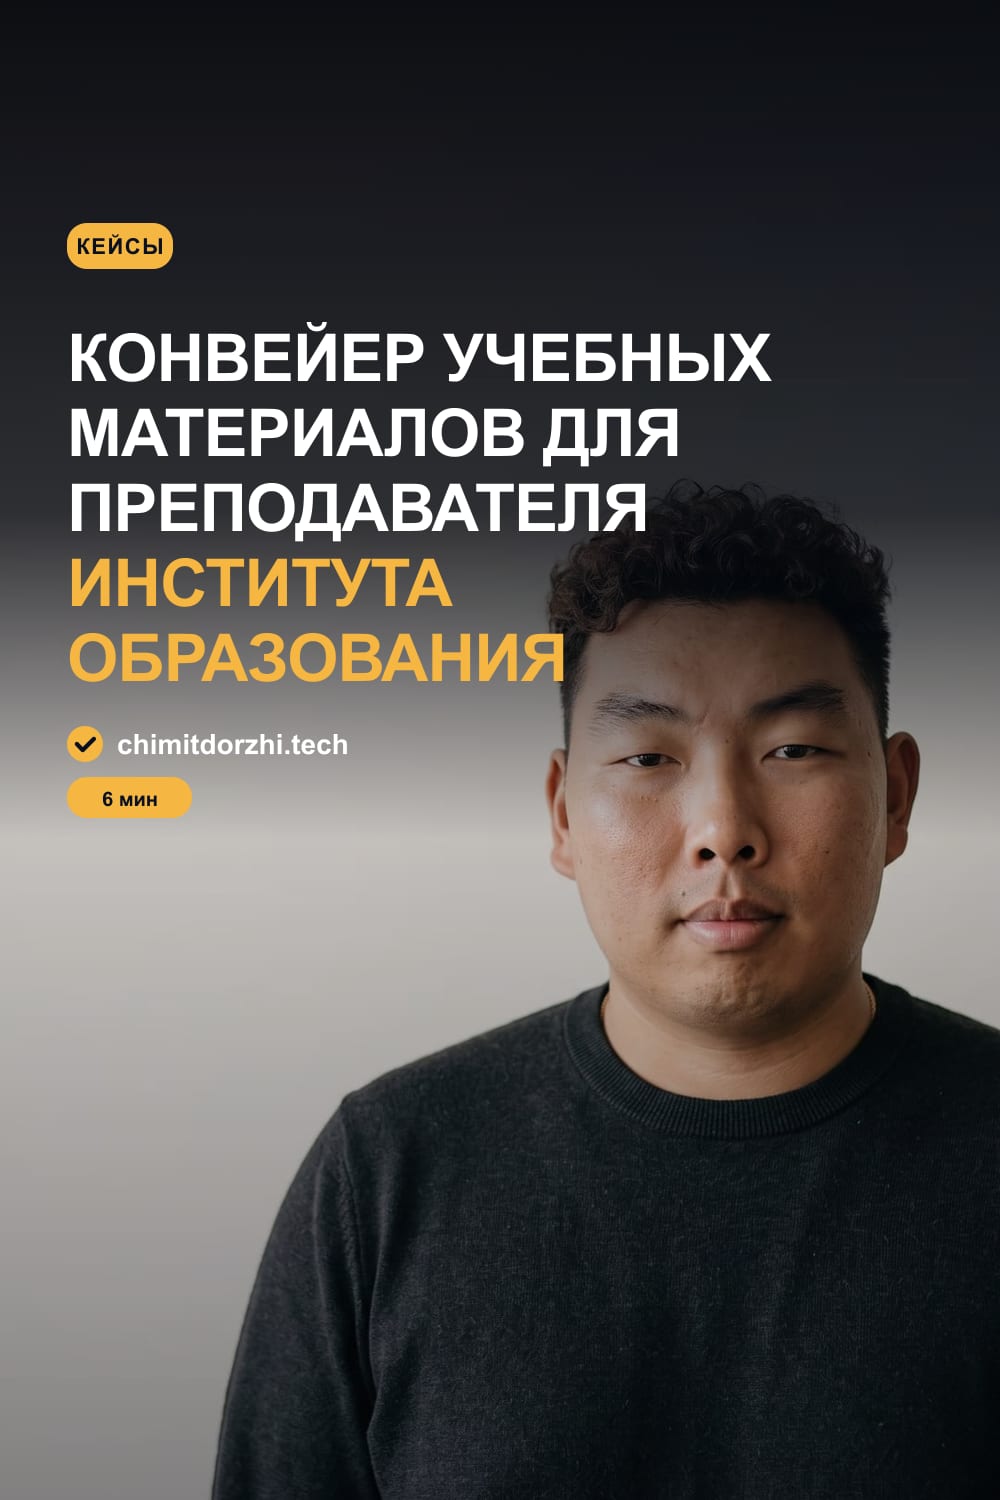 КЕЙСЫ
КОНВЕЙЕР УЧЕБНЫХ
МАТЕРИАЛОВ ДЛЯ
ПРЕПОДАВАТЕЛЯ
ИНСТИТУТА
ОБРАЗОВАНИЯ
chimitdorzhi.tech
6 мин